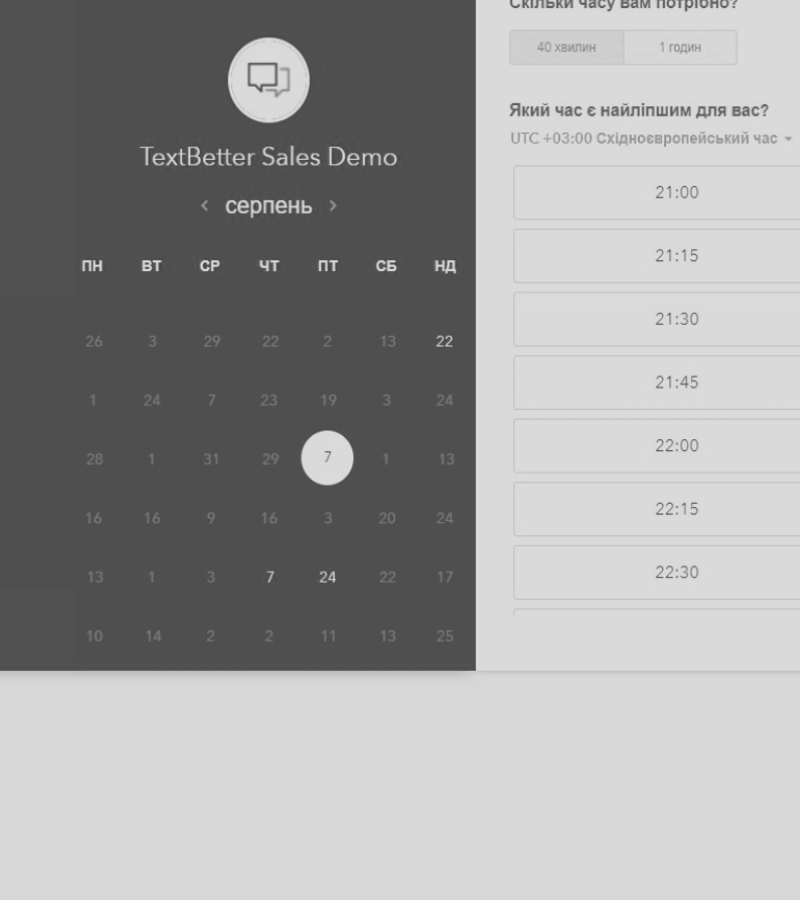 TextBetter Sales Demo
‹ серпень ›
ПН ВТ СР ЧТ ПТ СБ НД
26 3 29 22 2 13 22
1 24 7 23 19 3 24
28 1 31 29 7 1 13
16 16 9 16 3 20 24
13 1 3 7 24 22 17
10 14 2 2 11 13 25
Скільки часу вам потрібно?
40 хвилин 1 годин
Який час є найліпшим для вас?
UTC +03:00 Східноєвропейський час
21:00
21:15
21:30
21:45
22:00
22:15
22:30